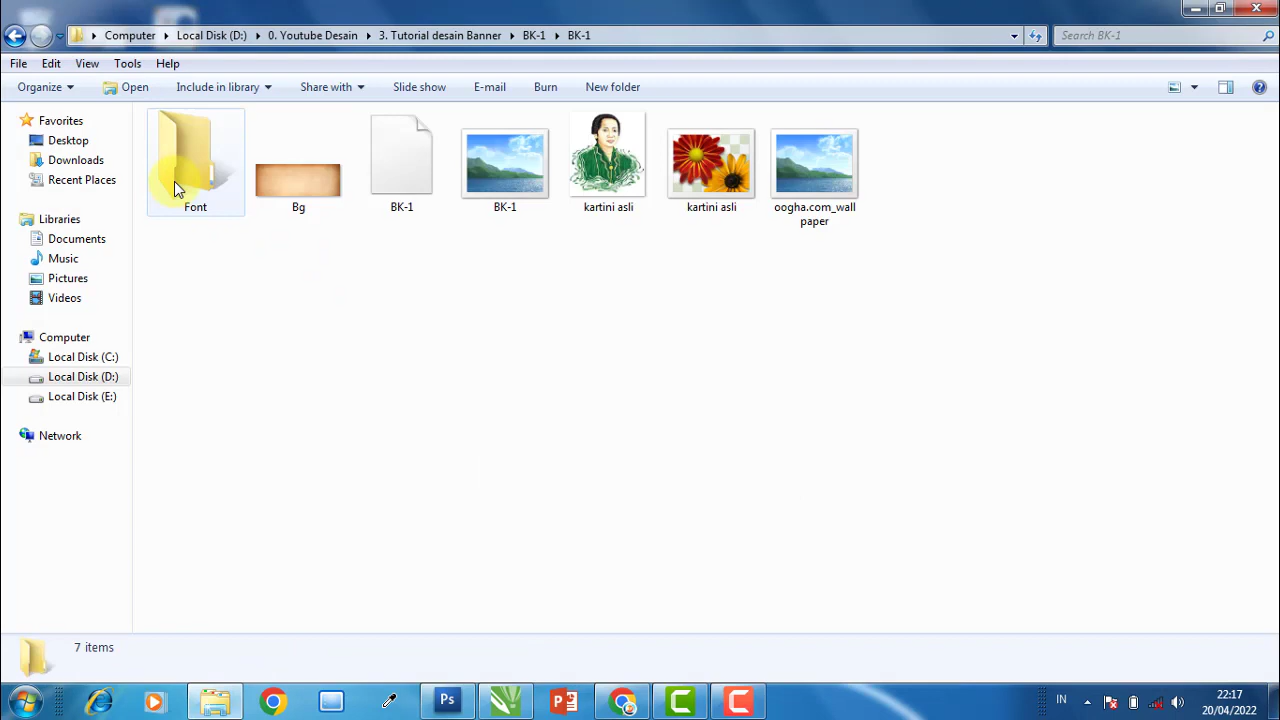 Computer
Local Disk (D:)
0. Youtube Desain
3. Tutorial desain Banner
BK-1
BK-1
Search BK-1
File
Edit
View
Tools
Help
Organize
Open
Include in library
Share with
Slide show
E-mail
Burn
New folder
Favorites
Desktop
Downloads
Recent Places
Libraries
Documents
Music
Pictures
Videos
Computer
Local Disk (C:)
Local Disk (D:)
Local Disk (E:)
Network
Font
Bg
BK-1
BK-1
kartini asli
kartini asli
oogha.com_wall
paper
7 items
Ps
IN
22:17
20/04/2022